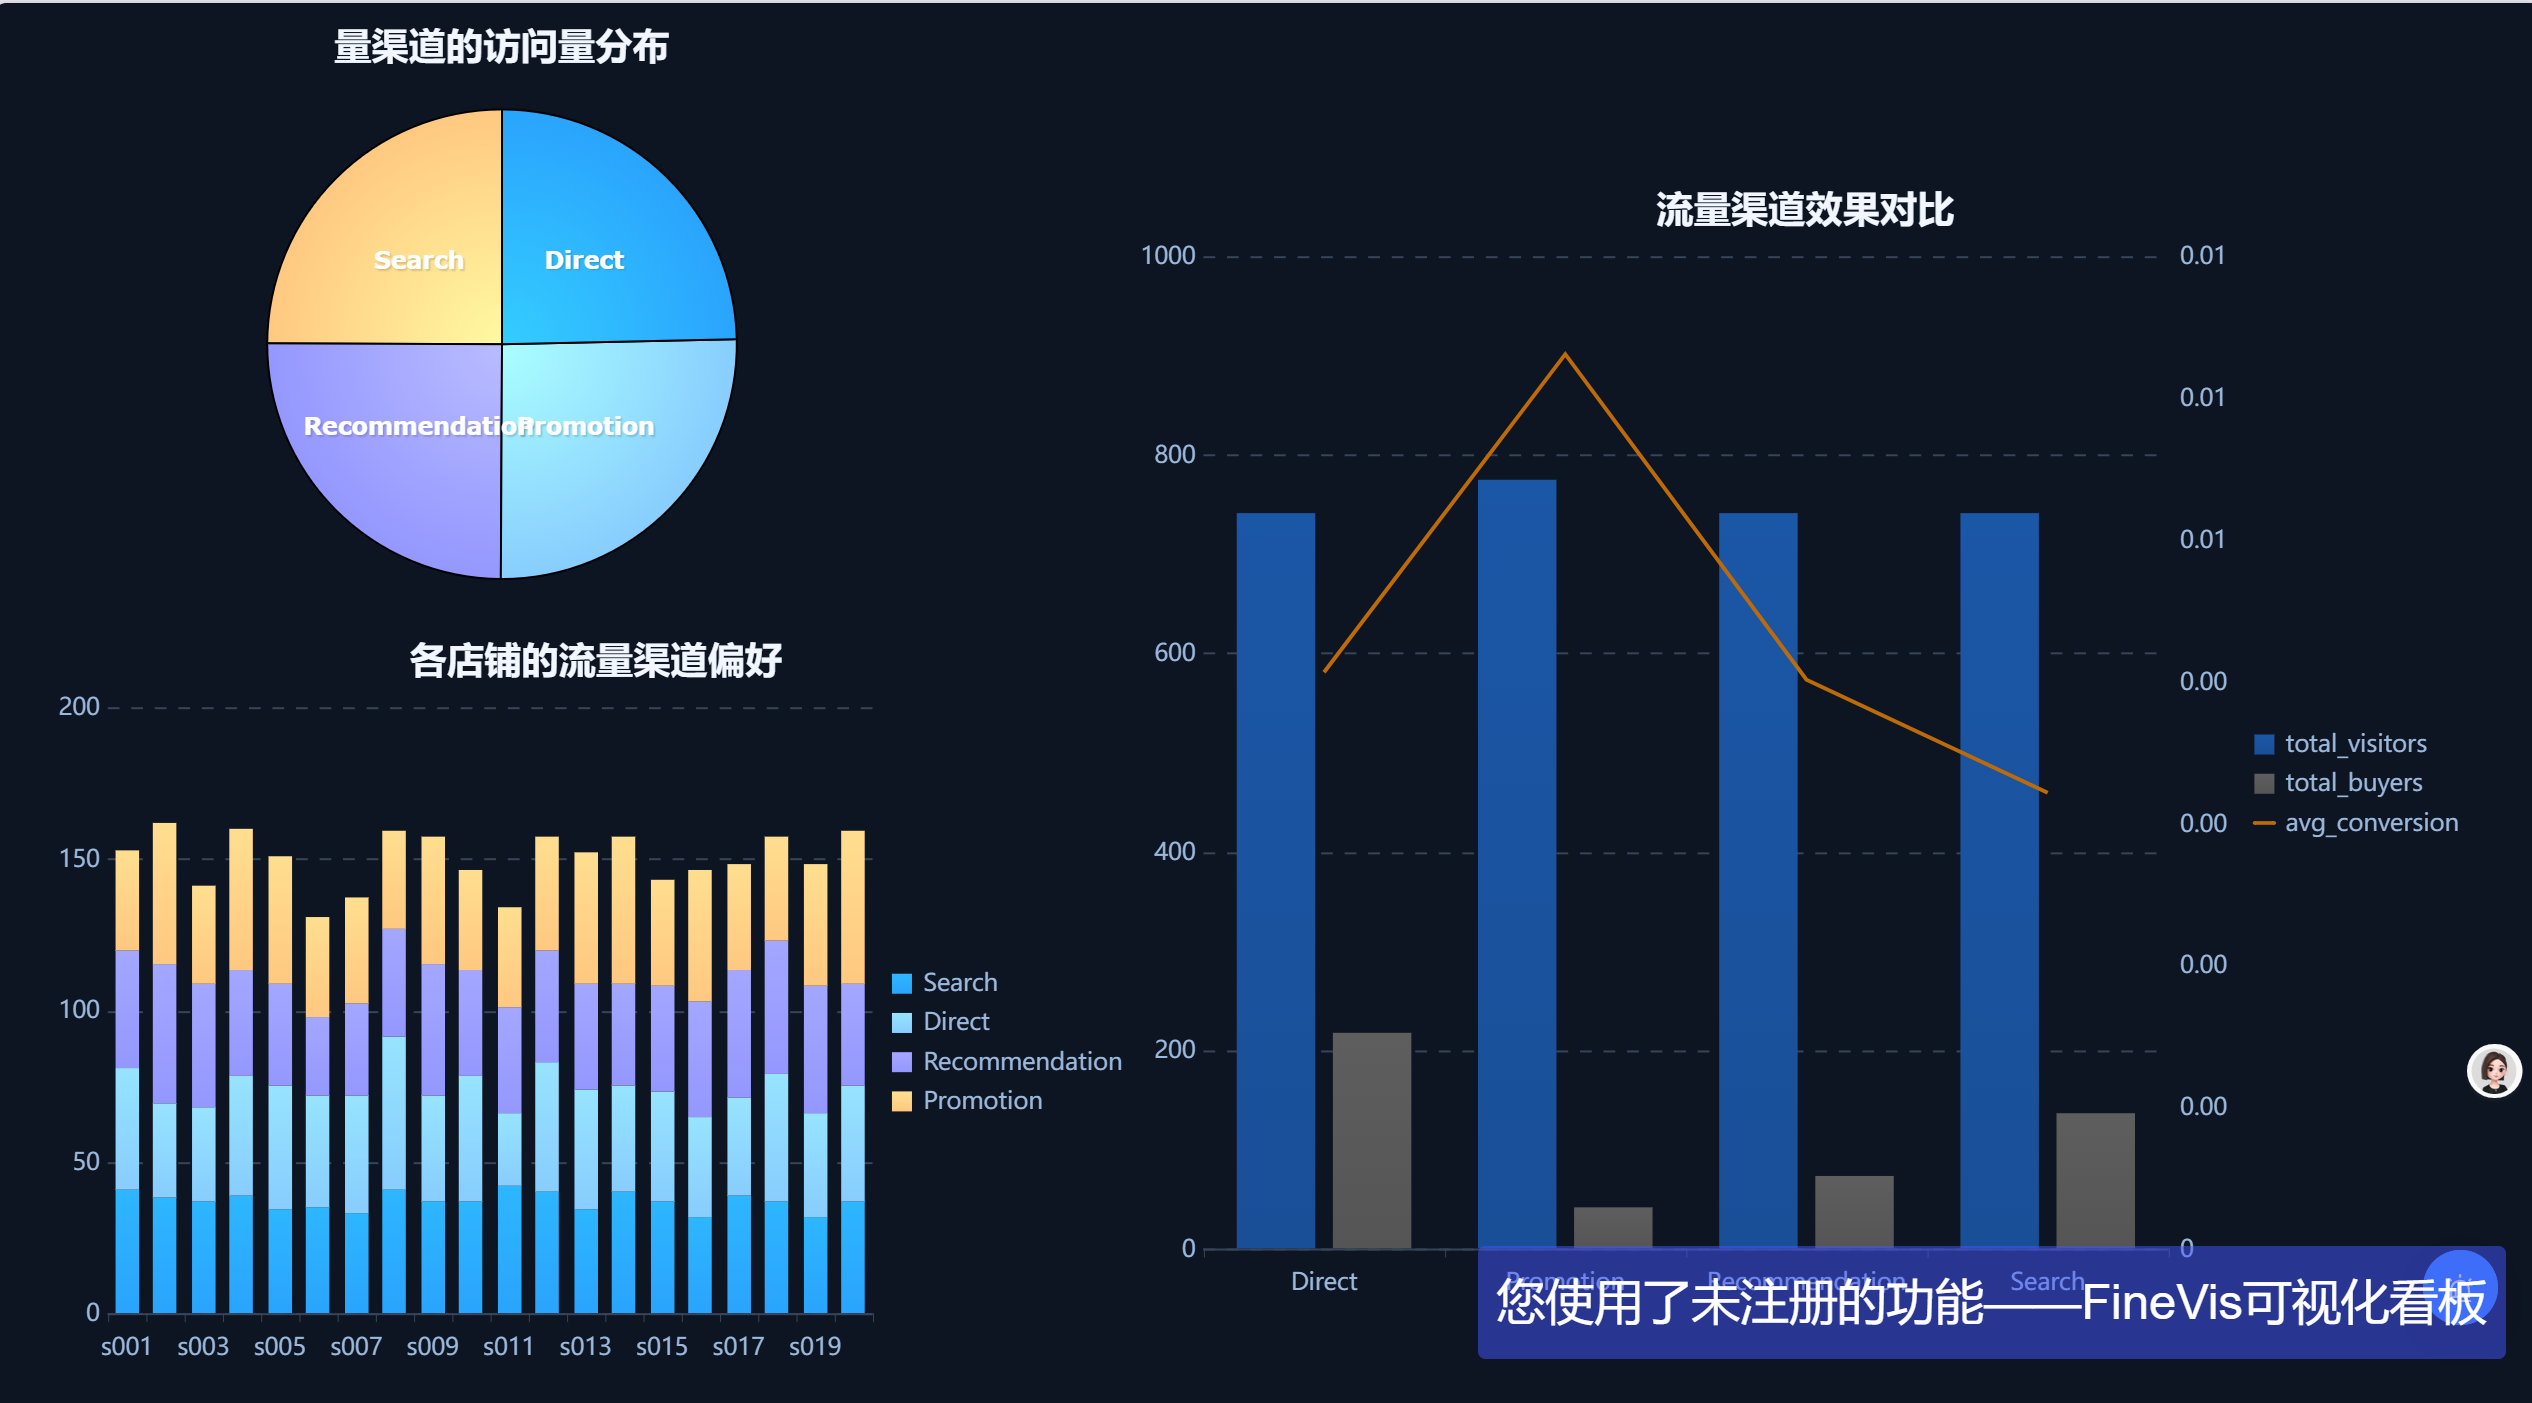 量渠道的访问量分布
Search
Direct
Recommendation
Promotion
各店铺的流量渠道偏好
200
150
100
50
0
s001 s003 s005 s007 s009 s011 s013 s015 s017 s019
Search
Direct
Recommendation
Promotion
流量渠道效果对比
1000
800
600
400
200
0
0.01
0.01
0.01
0.00
0.00
0.00
0.00
0
Direct Promotion Recommendation Search
total_visitors
total_buyers
avg_conversion
您使用了未注册的功能——FineVis可视化看板